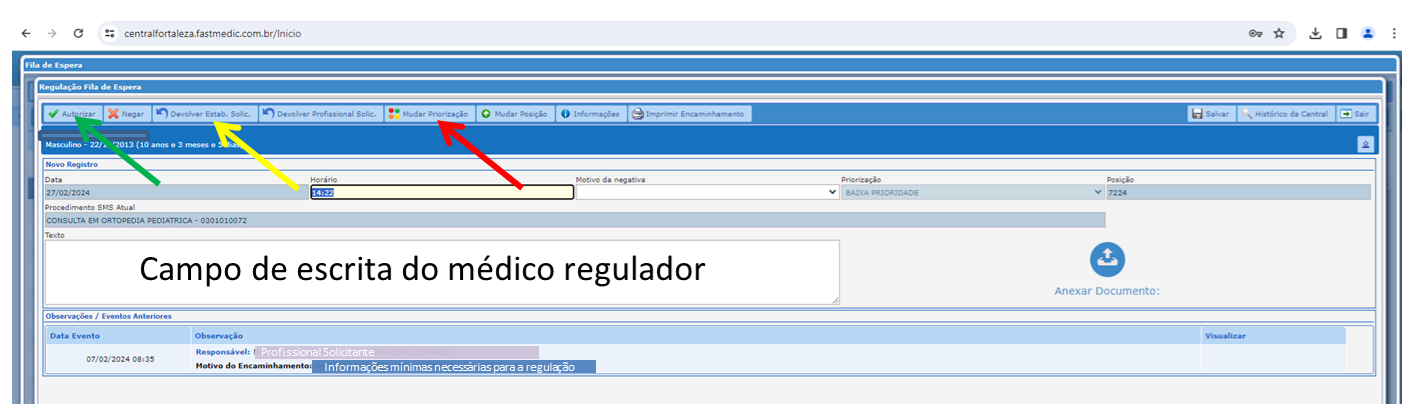 centralfortaleza.fastmedic.com.br/Inicio
Fila de Espera
Regulação Fila de Espera
Autorizar Negar Devolver Estab. Solic. Devolver Profissional Solic. Mudar Priorização Mudar Posição Informações Imprimir Encaminhamento Salvar Histórico da Central Sair
Masculino - 22/ /2013 (10 anos e 3 meses e 5 dias)
Novo Registro
Data Horário Motivo da negativa Priorização Posição
27/02/2024 14:22 BAIXA PRIORIDADE 7224
Procedimento SMS Atual
CONSULTA EM ORTOPEDIA PEDIATRICA - 0301010072
Texto
Campo de escrita do médico regulador
Anexar Documento:
Observações / Eventos Anteriores
Data Evento Observação Visualizar
07/02/2024 08:35
Responsável: Profissional Solicitante
Motivo do Encaminhamento: Informações mínimas necessárias para a regulação